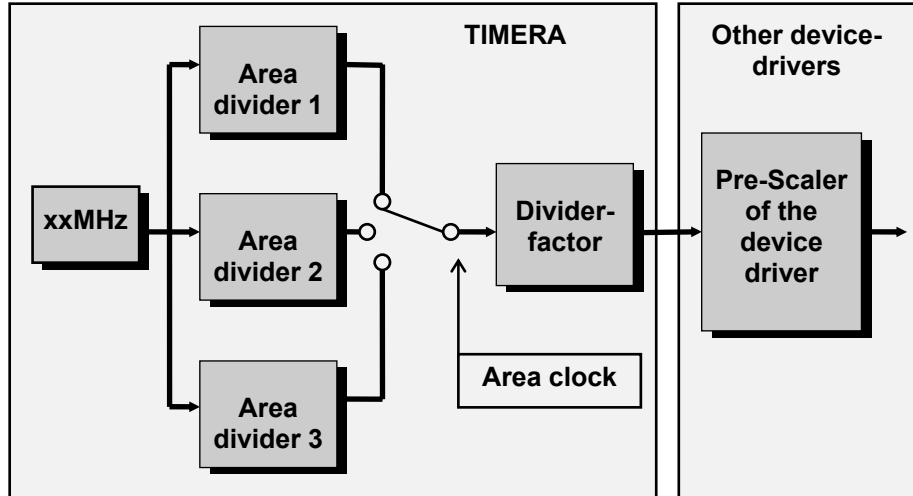 TIMERA
Other device-
drivers
Area
divider 1
xxMHz
Area
divider 2
Divider-
factor
Pre-Scaler
of the
device
driver
Area clock
Area
divider 3